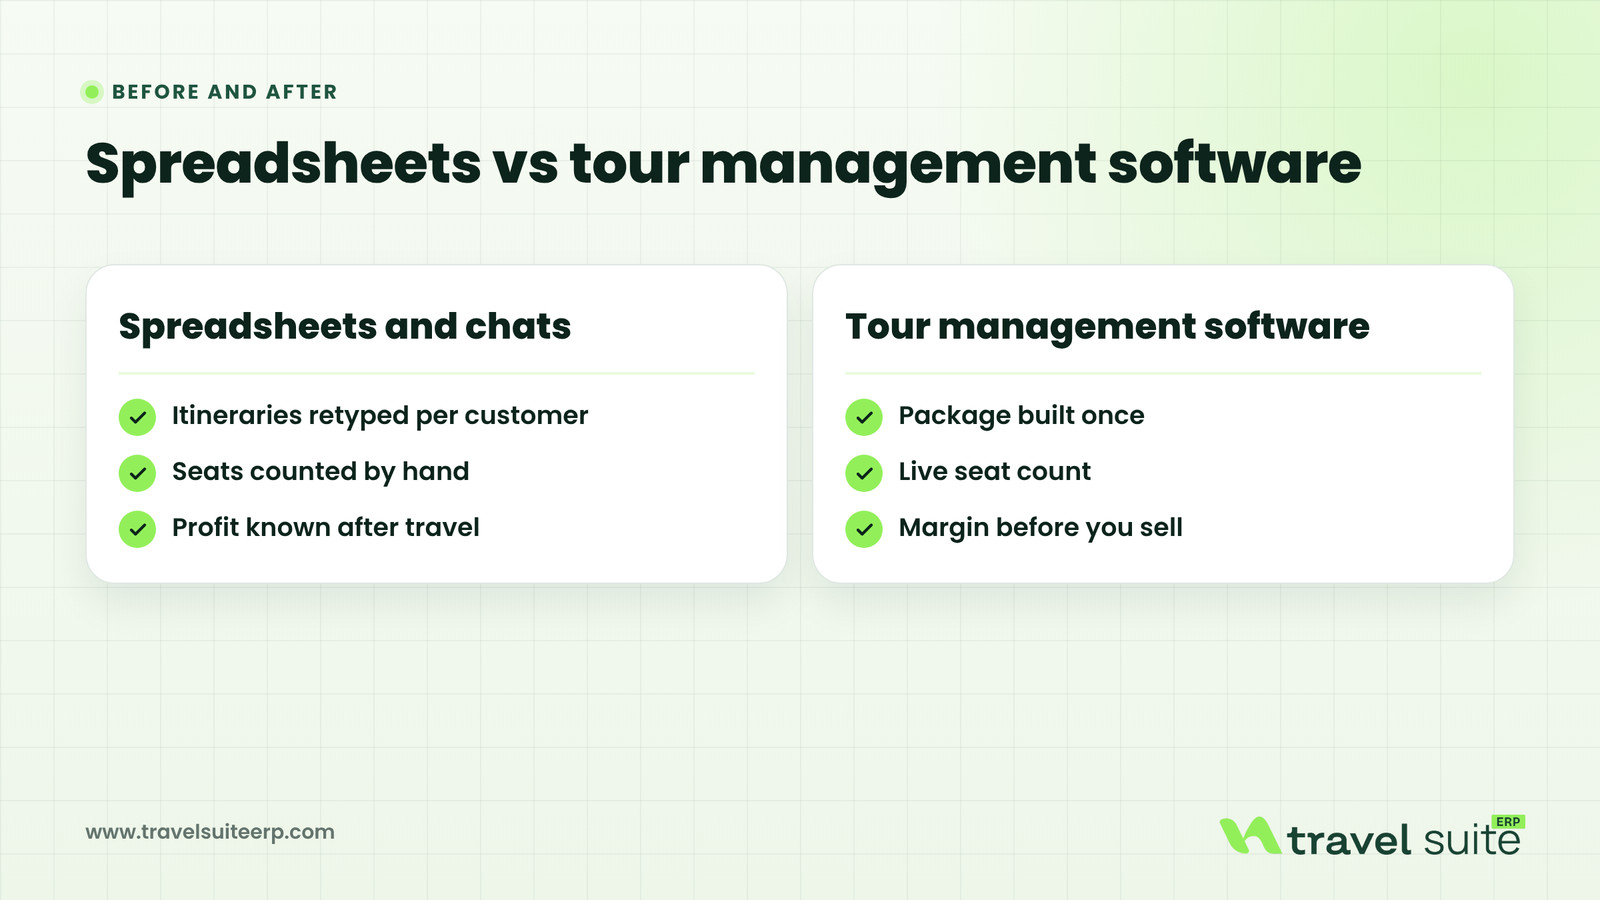 BEFORE AND AFTER
Spreadsheets vs tour management software
Spreadsheets and chats
Itineraries retyped per customer
Seats counted by hand
Profit known after travel
Tour management software
Package built once
Live seat count
Margin before you sell
www.travelsuiteerp.com
travel suite ERP